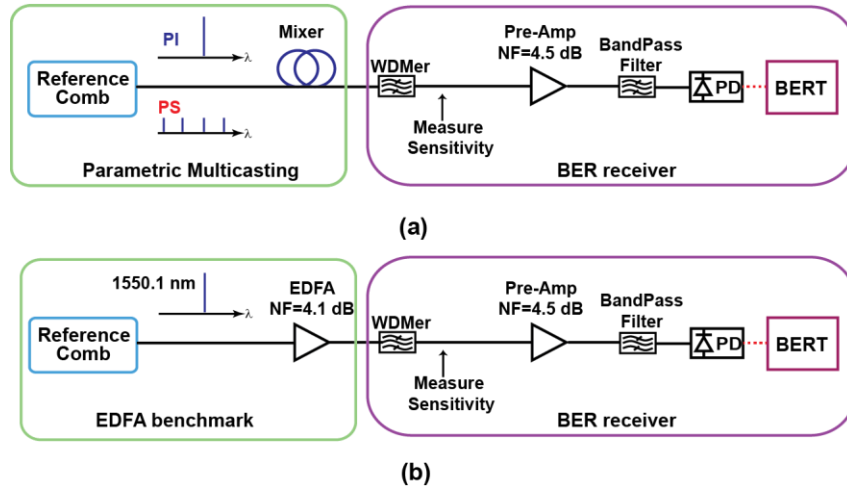 PI
Mixer
λ
Reference
Comb
PS
λ
Parametric Multicasting
WDMer
Measure
Sensitivity
Pre-Amp
NF=4.5 dB
BandPass
Filter
PD
BERT
BER receiver
(a)
1550.1 nm
λ
EDFA
NF=4.1 dB
Reference
Comb
EDFA benchmark
WDMer
Measure
Sensitivity
Pre-Amp
NF=4.5 dB
BandPass
Filter
PD
BERT
BER receiver
(b)